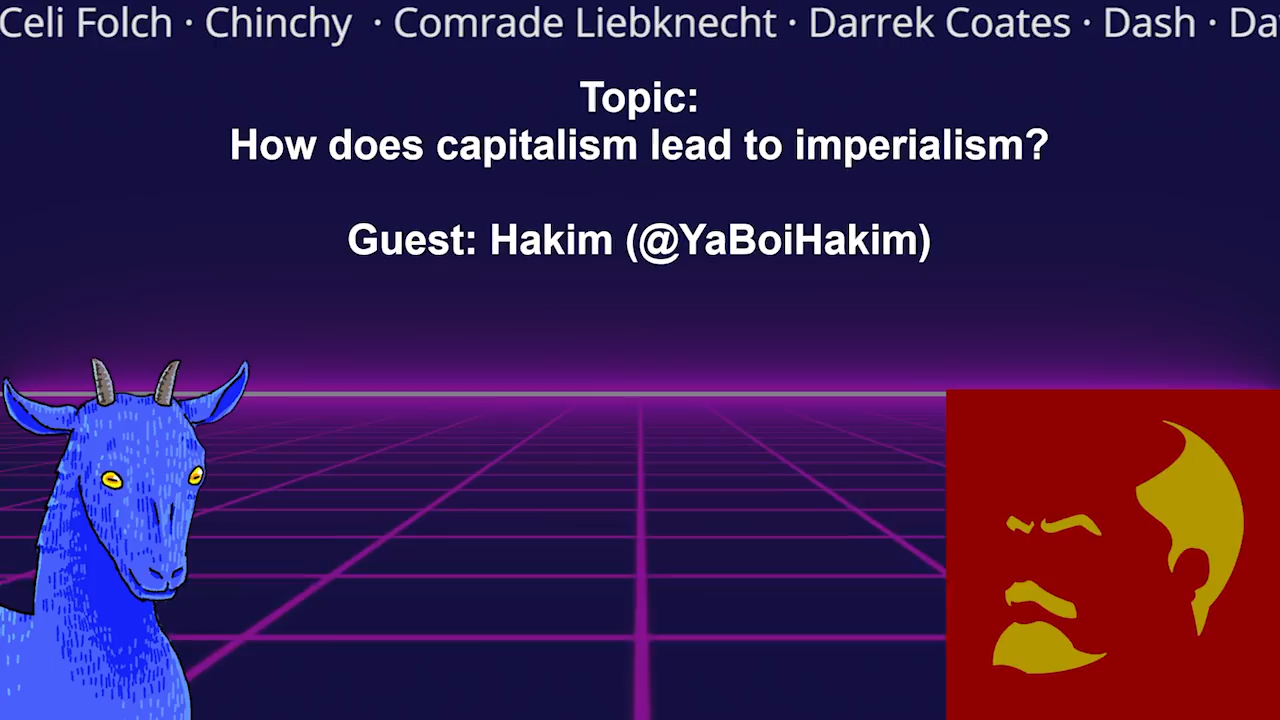 Celi Folch · Chinchy · Comrade Liebknecht · Darrek Coates · Dash · Da
Topic:
How does capitalism lead to imperialism?
Guest: Hakim (@YaBoiHakim)